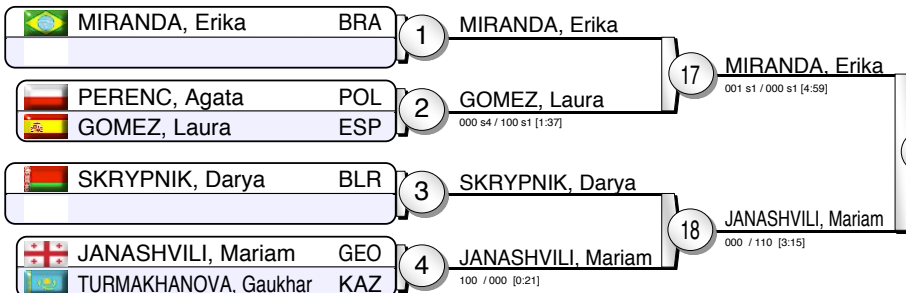 MIRANDA, Erika BRA
1
MIRANDA, Erika
PERENC, Agata POL
GOMEZ, Laura ESP
2
GOMEZ, Laura
000 s4 / 100 s1 [1:37]
17
MIRANDA, Erika
001 s1 / 000 s1 [4:59]
SKRYPNIK, Darya BLR
3
SKRYPNIK, Darya
JANASHVILI, Mariam GEO
TURMAKHANOVA, Gaukhar KAZ
4
JANASHVILI, Mariam
100 / 000 [0:21]
18
JANASHVILI, Mariam
000 / 110 [3:15]